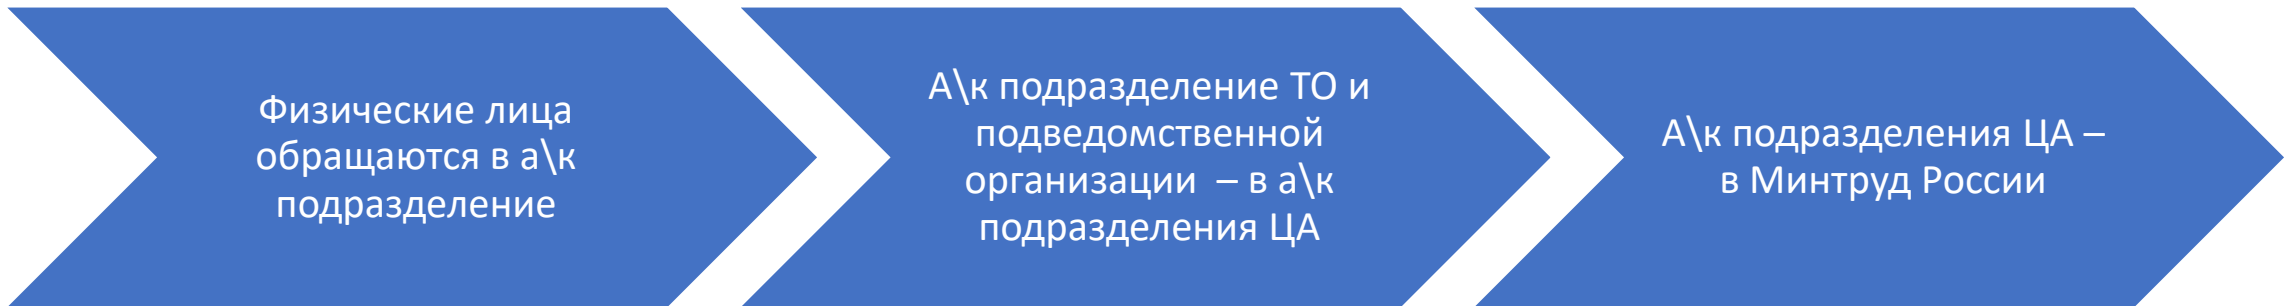 Физические лица
обращаются в а\к
подразделение
А\к подразделение ТО и
подведомственной
организации – в а\к
подразделения ЦА
А\к подразделения ЦА –
в Минтруд России